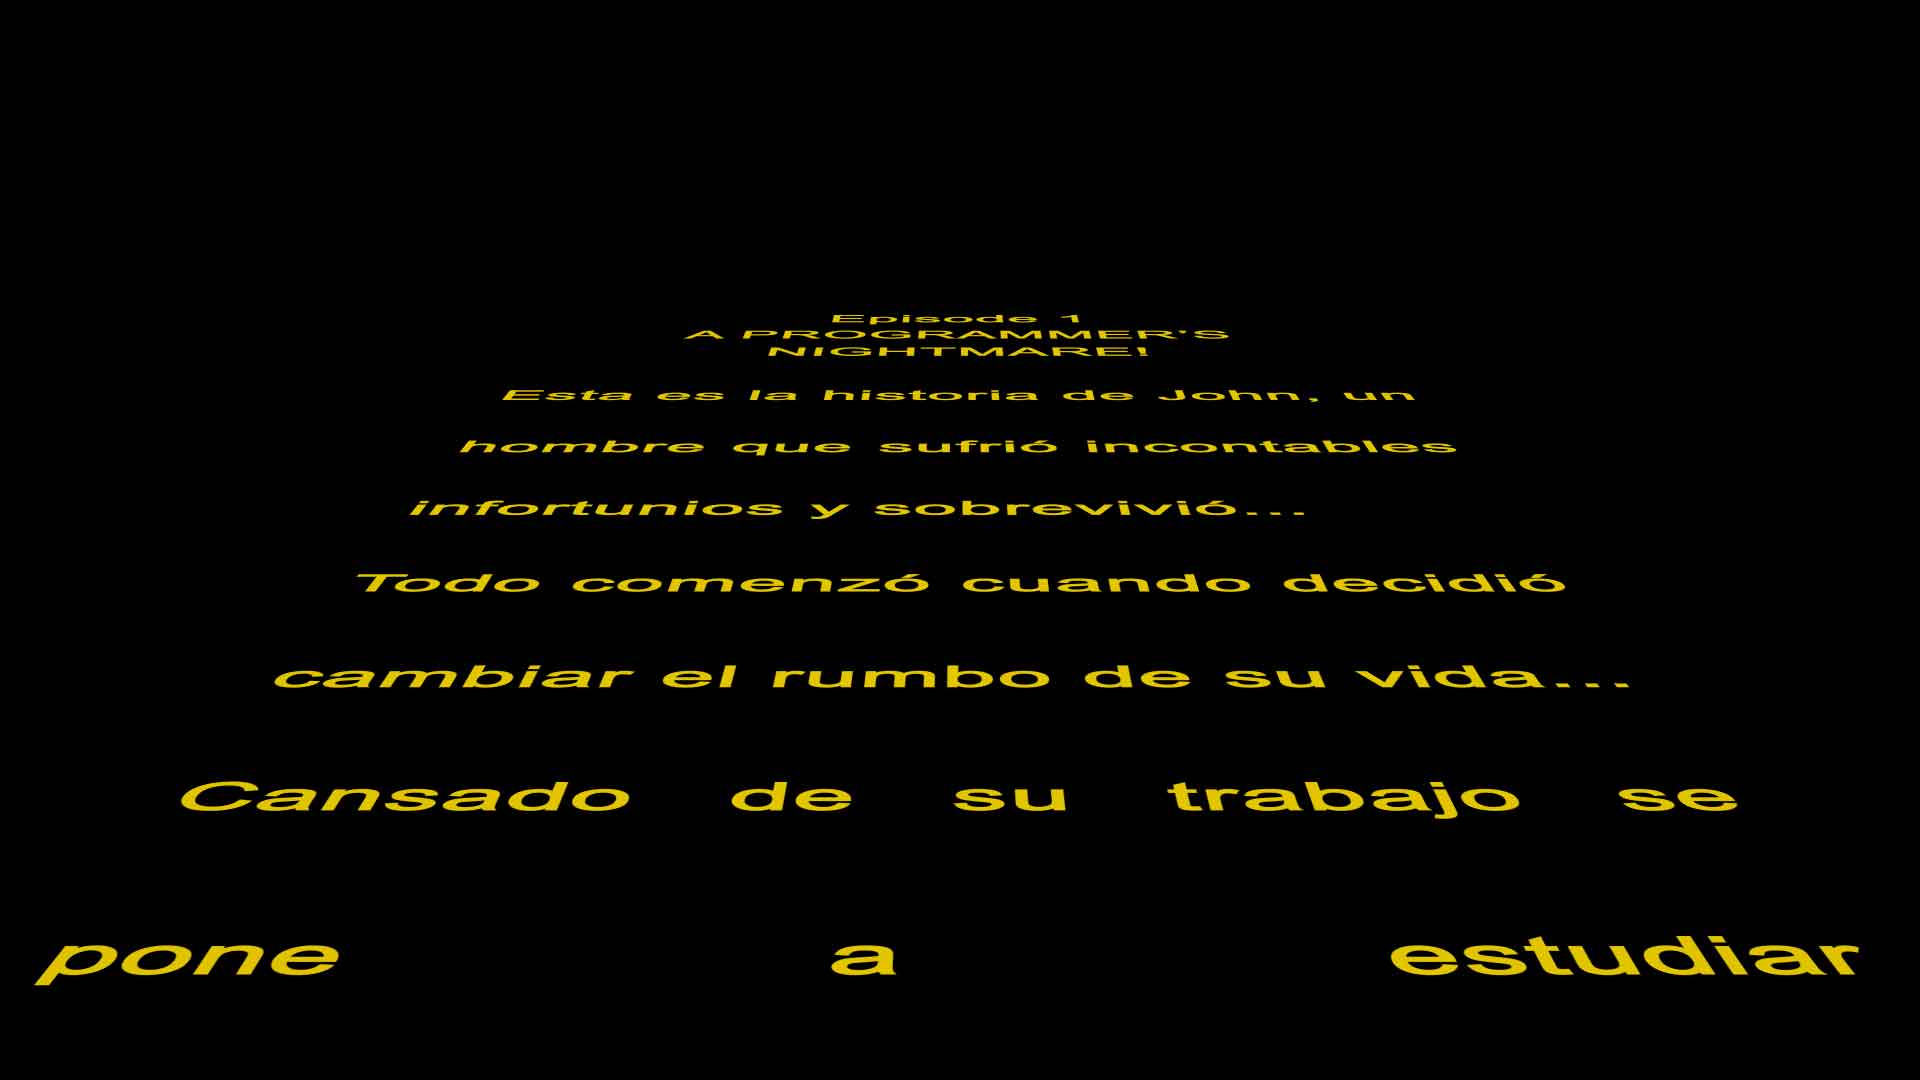 Episode 1
A PROGRAMMER'S
NIGHTMARE!
Esta es la historia de John, un
hombre que sufrió incontables
infortunios y sobrevivió...
Todo comenzó cuando decidió
cambiar el rumbo de su vida...
Cansado de su trabajo se
pone a estudiar